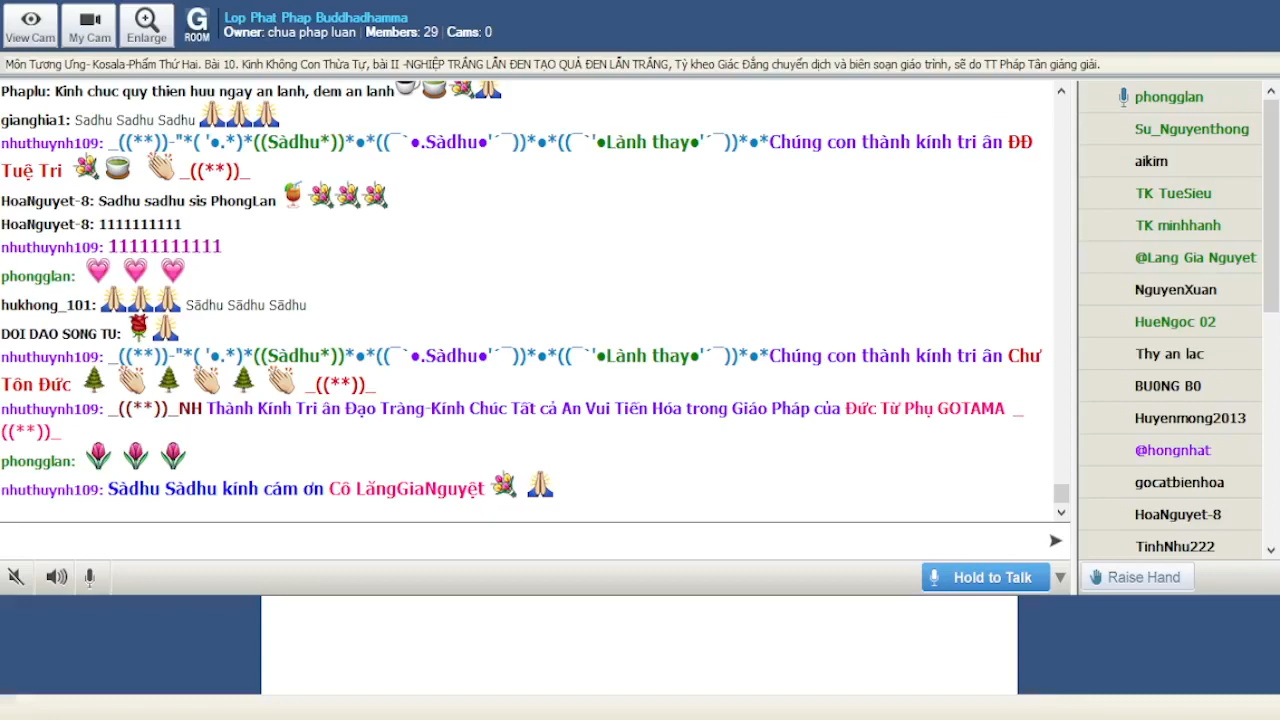 View Cam
My Cam
Enlarge
G
ROOM
Lop Phat Phap Buddhadhamma
Owner: chua phap luan | Members: 29 | Cams: 0
Môn Tương Ưng- Kosala-Phẩm Thứ Hai. Bài 10. Kinh Không Con Thừa Tự, bài II -NGHIỆP TRẮNG LẪN ĐEN TẠO QUẢ ĐEN LẪN TRẮNG, Tỳ kheo Giác Đẳng chuyển dịch và biên soạn giáo trình, sẽ do TT Pháp Tân giảng giải.
Phaplu: Kinh chuc quy thien huu ngay an lanh, dem an lanh
gianghia1: Sadhu Sadhu Sadhu
nhuthuynh109: _((**))-"*( '●.*)*((Sàdhu*))*●*((¯`●.Sàdhu●'´¯))*●*((¯`'●Lành thay●'´¯))*●*Chúng con thành kính tri ân ĐĐ
Tuệ Tri _((**))_
HoaNguyet-8: Sadhu sadhu sis PhongLan
HoaNguyet-8: 1111111111
nhuthuynh109: 11111111111
phongglan:
hukhong_101: Sādhu Sādhu Sādhu
DOI DAO SONG TU:
nhuthuynh109: _((**))-"*( '●.*)*((Sàdhu*))*●*((¯`●.Sàdhu●'´¯))*●*((¯`'●Lành thay●'´¯))*●*Chúng con thành kính tri ân Chư
Tôn Đức _((**))_
nhuthuynh109: _((**))_NH Thành Kính Tri ân Đạo Tràng-Kính Chúc Tất cả An Vui Tiến Hóa trong Giáo Pháp của Đức Từ Phụ GOTAMA _
((**))_
phongglan:
nhuthuynh109: Sàdhu Sàdhu kính cám ơn Cô LăngGiaNguyệt
Hold to Talk
phongglan
Su_Nguyenthong
aikim
TK TueSieu
TK minhhanh
@Lang Gia Nguyet
NguyenXuan
HueNgoc 02
Thy an lac
BU0NG B0
Huyenmong2013
@hongnhat
gocatbienhoa
HoaNguyet-8
TinhNhu222
Raise Hand